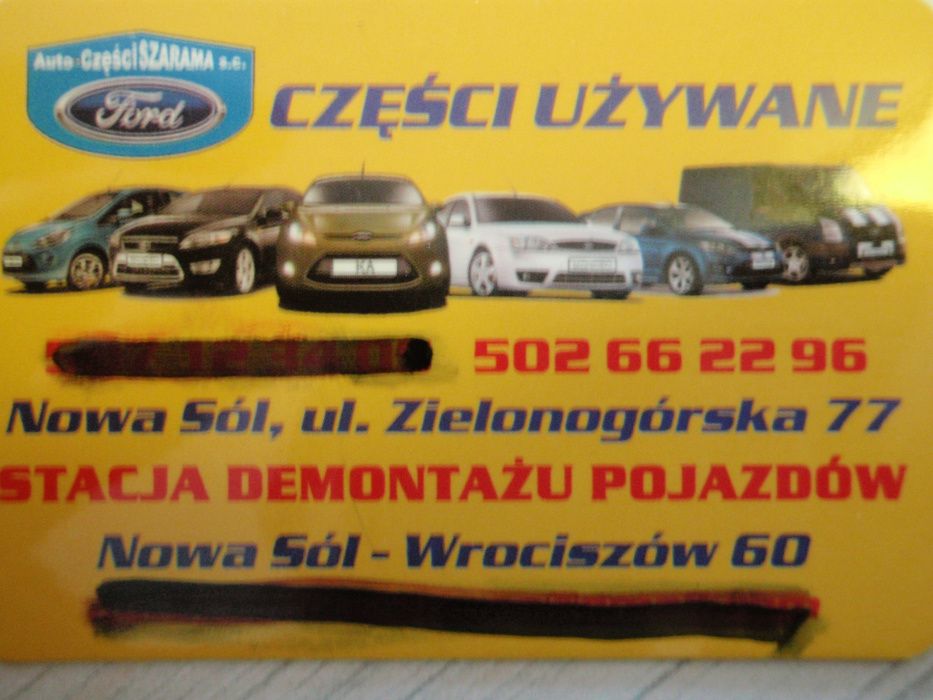 Auto Części SZARAMA s.c.
Ford
CZĘŚCI UŻYWANE
KA
502 66 22 96
Nowa Sól, ul. Zielonogórska 77
STACJA DEMONTAŻU POJAZDÓW
Nowa Sól - Wrociszów 60